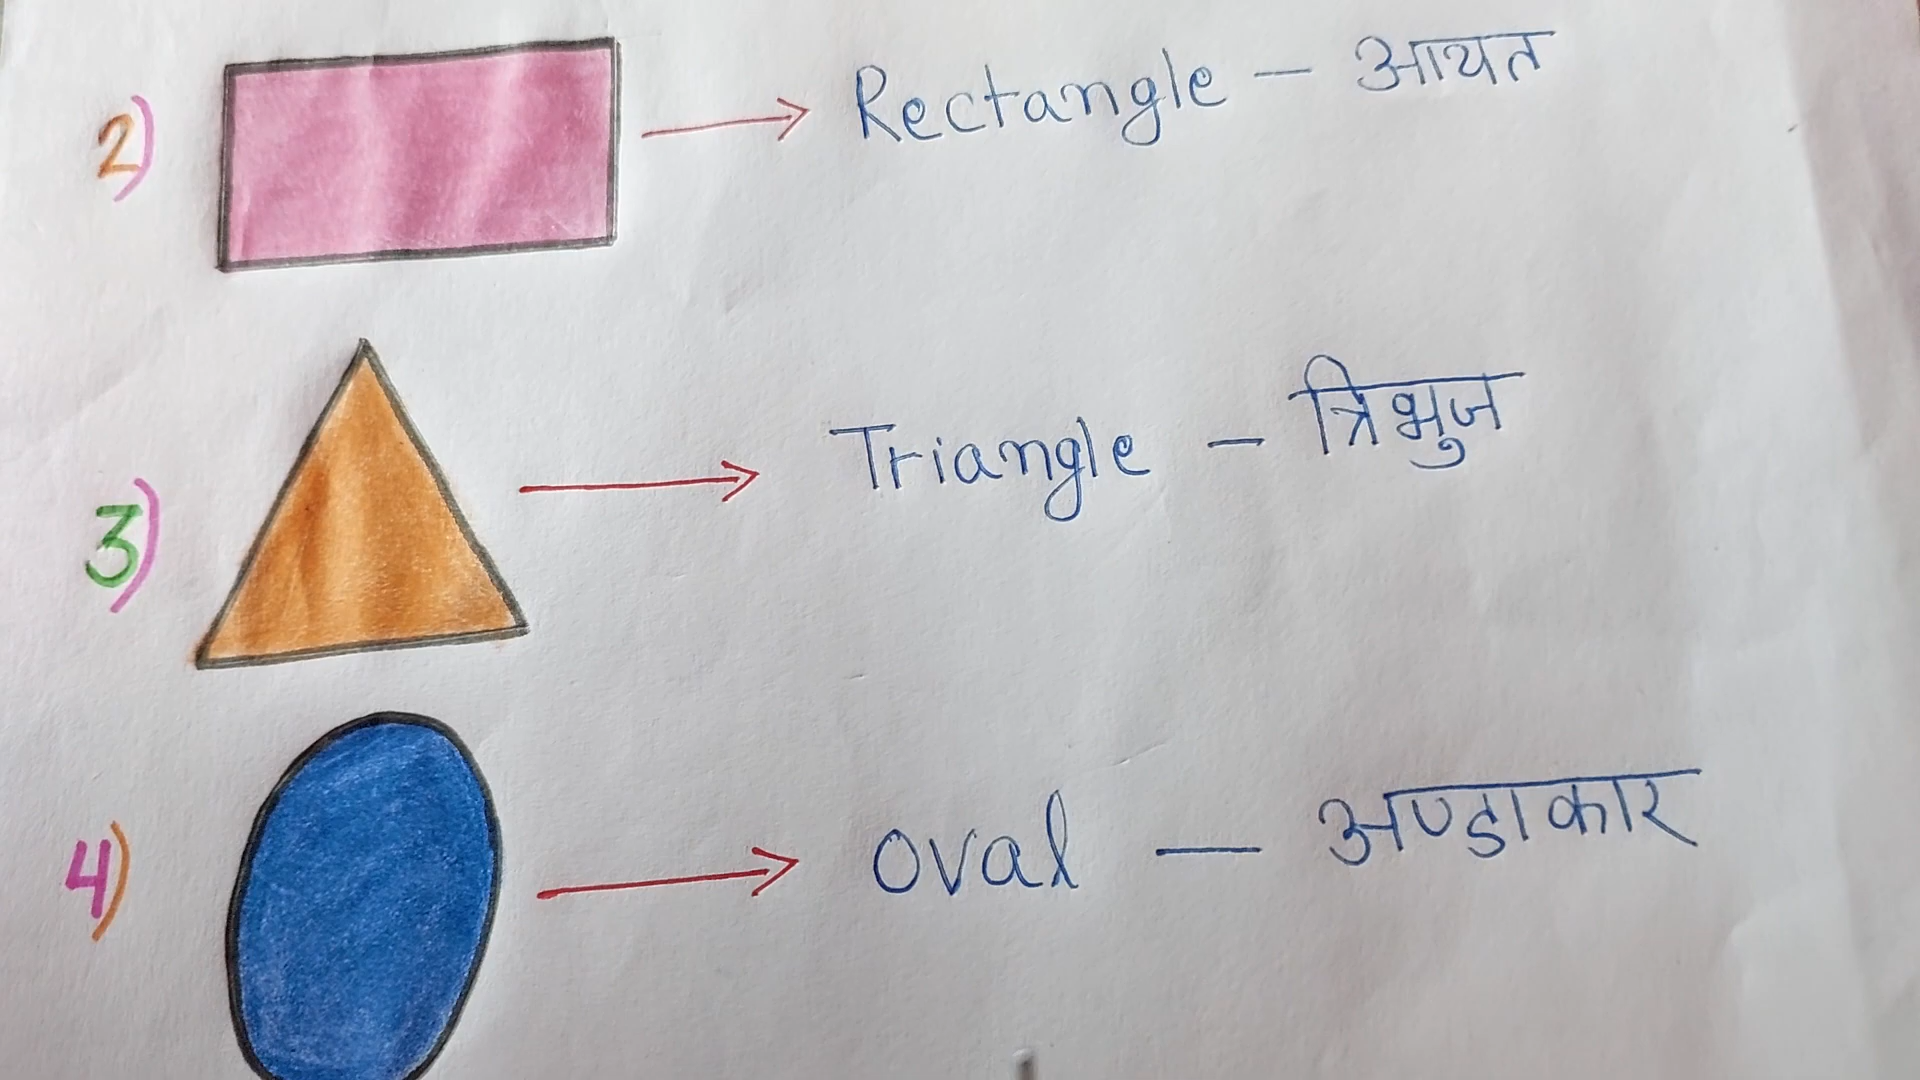 2) → Rectangle — आयत
3) → Triangle — त्रिभुज
4) → Oval — अण्डाकार